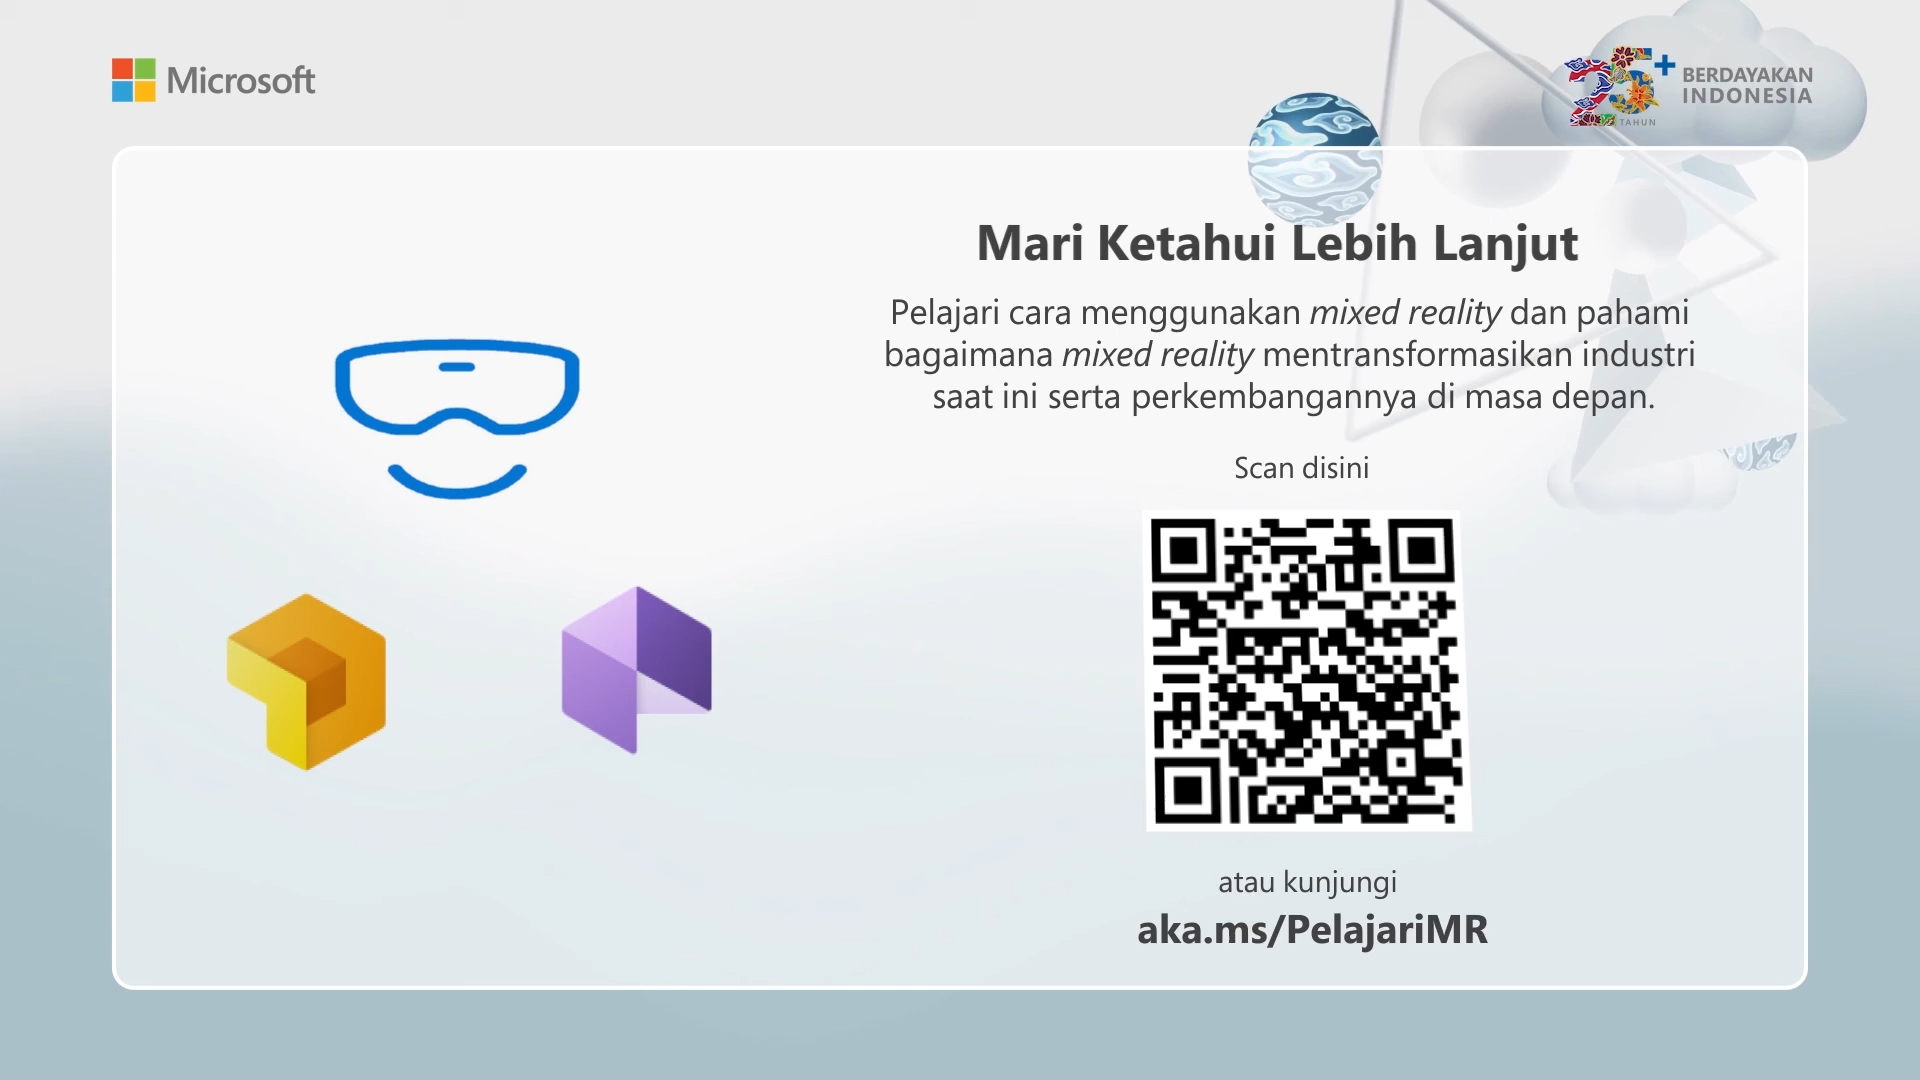 Microsoft
25+
TAHUN
BERDAYAKAN
INDONESIA
Mari Ketahui Lebih Lanjut
Pelajari cara menggunakan mixed reality dan pahami
bagaimana mixed reality mentransformasikan industri
saat ini serta perkembangannya di masa depan.
Scan disini
atau kunjungi
aka.ms/PelajariMR